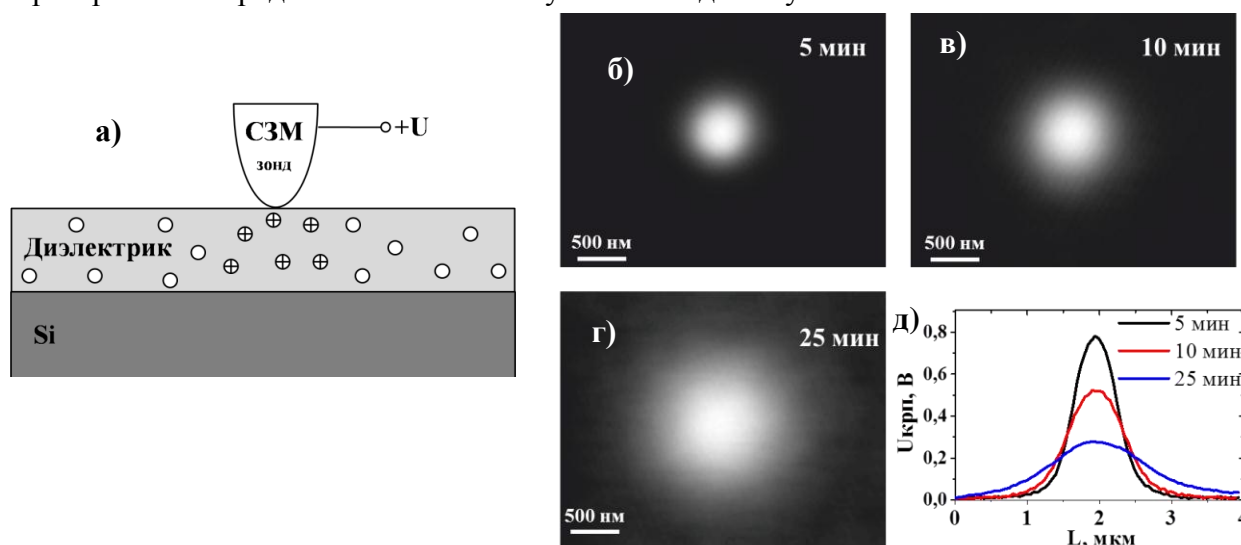 а)
СЗМ
зонд
+U
Диэлектрик
Si
б)
5 мин
500 нм
в)
10 мин
500 нм
г)
25 мин
500 нм
д)
Uкрп, В
0,8
0,6
0,4
0,2
0,0
5 мин
10 мин
25 мин
0 1 2 3 4
L, мкм